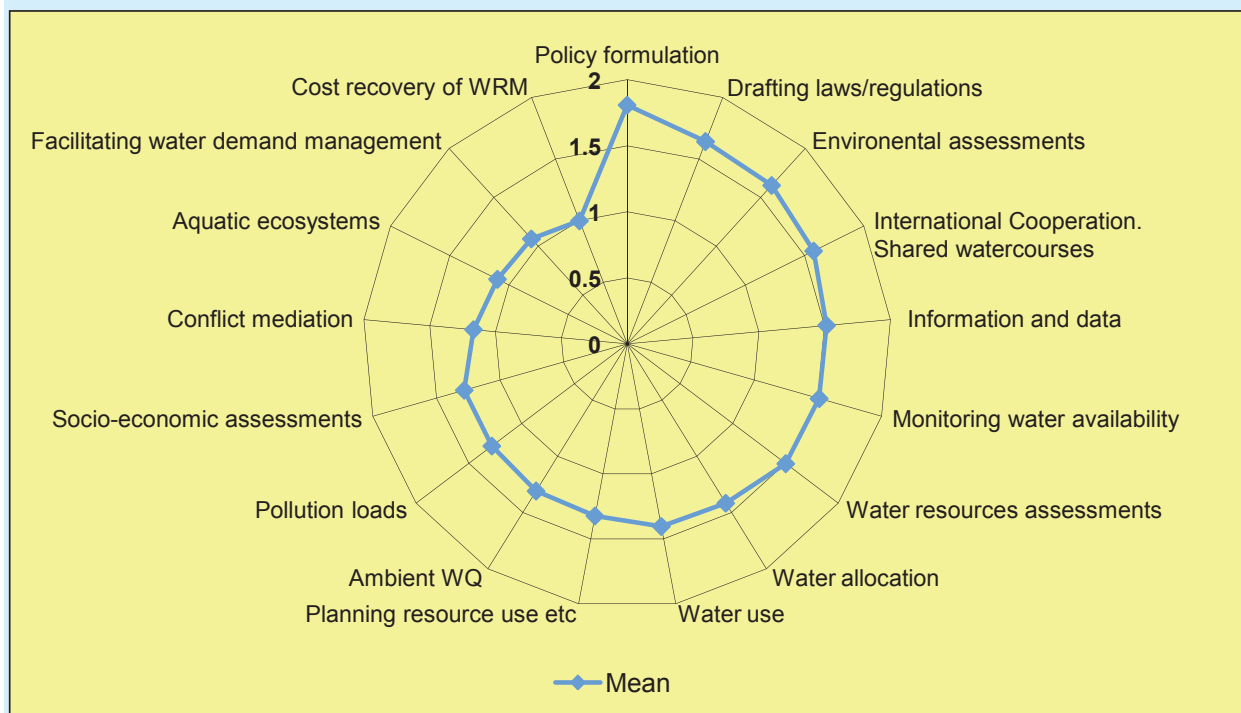 Policy formulation
Cost recovery of WRM
2
Drafting laws/regulations
Facilitating water demand management
1.5
Environental assessments
Aquatic ecosystems
1
International Cooperation.
Shared watercourses
0.5
Conflict mediation
0
Information and data
Socio-economic assessments
Monitoring water availability
Pollution loads
Water resources assessments
Ambient WQ
Water allocation
Planning resource use etc
Water use
Mean